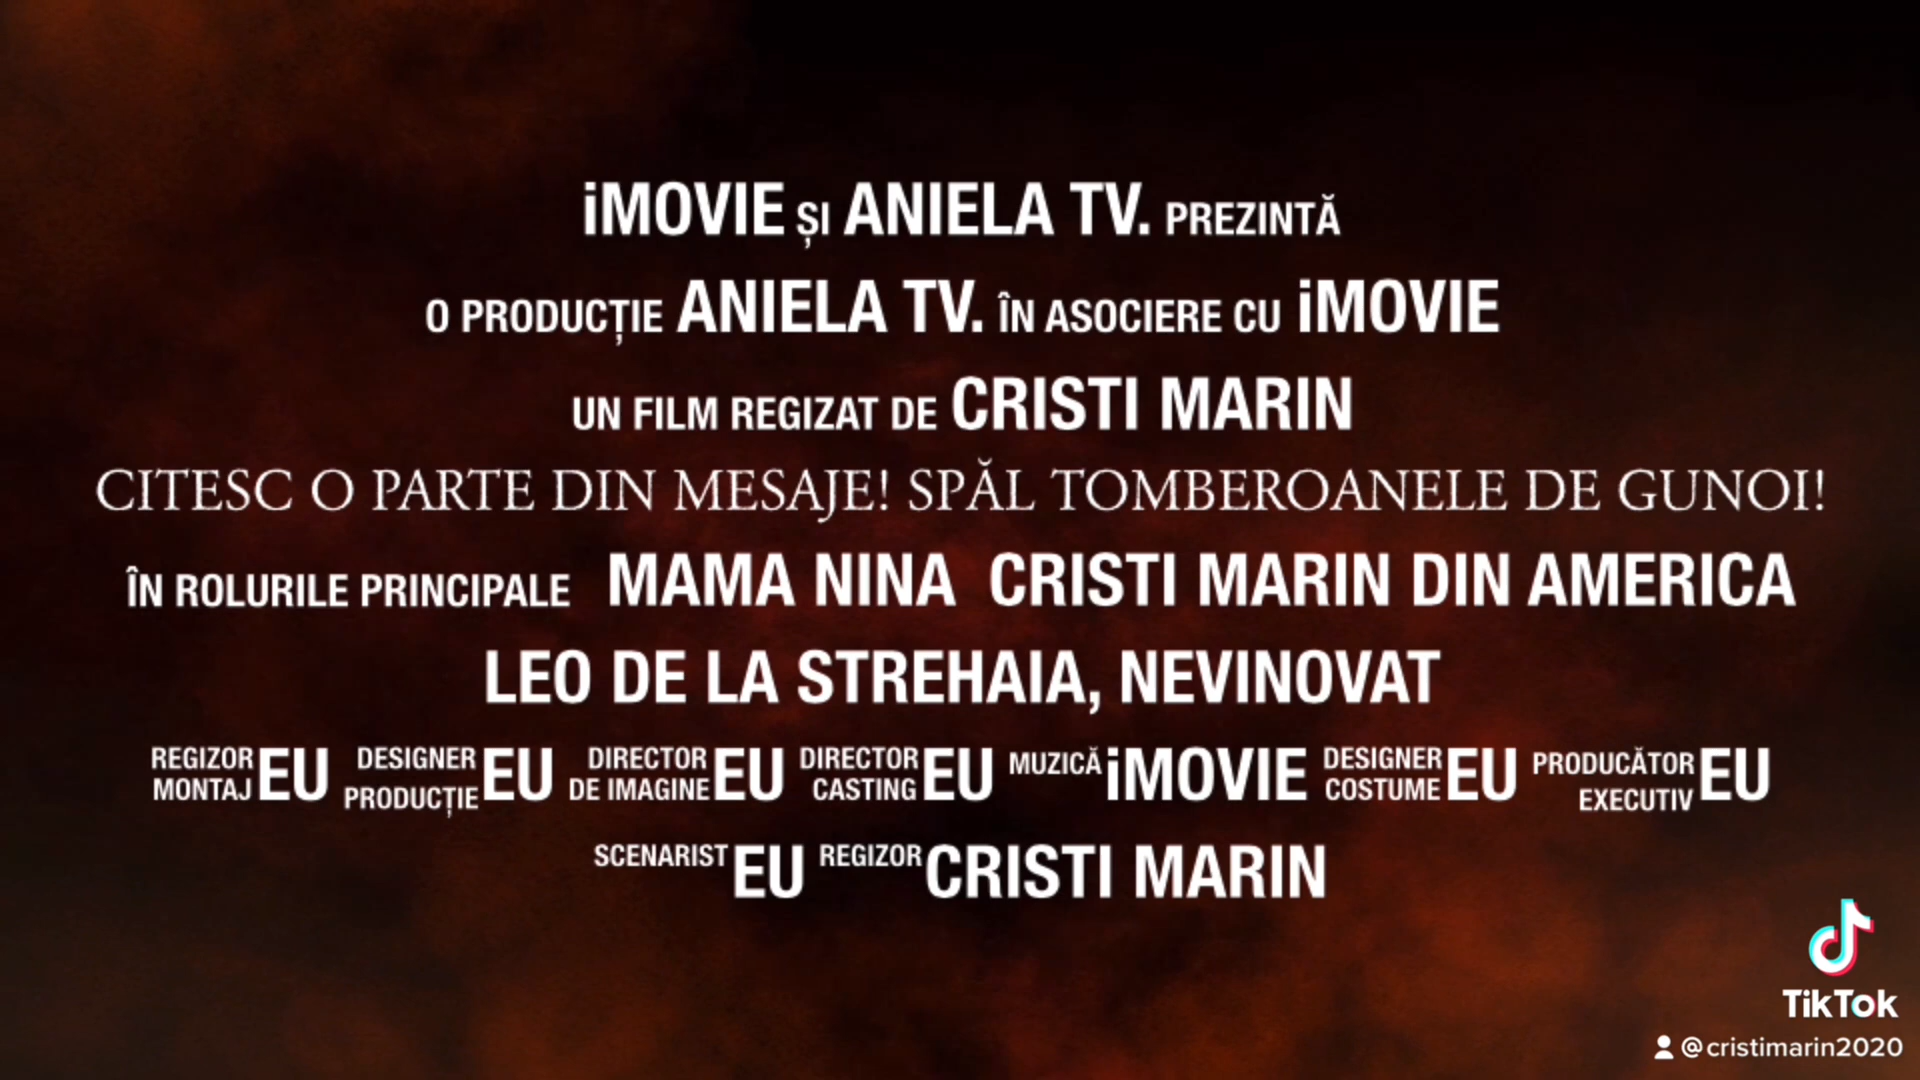 iMOVIE ȘI ANIELA TV. PREZINTĂ
O PRODUCȚIE ANIELA TV. ÎN ASOCIERE CU iMOVIE
UN FILM REGIZAT DE CRISTI MARIN
CITESC O PARTE DIN MESAJE! SPĂL TOMBEROANELE DE GUNOI!
ÎN ROLURILE PRINCIPALE MAMA NINA CRISTI MARIN DIN AMERICA
LEO DE LA STREHAIA, NEVINOVAT
REGIZOR MONTAJ EU DESIGNER PRODUCȚIE EU DIRECTOR DE IMAGINE EU DIRECTOR CASTING EU MUZICĂ iMOVIE DESIGNER COSTUME EU PRODUCĂTOR EXECUTIV EU
SCENARIST EU REGIZOR CRISTI MARIN
TikTok
@cristimarin2020